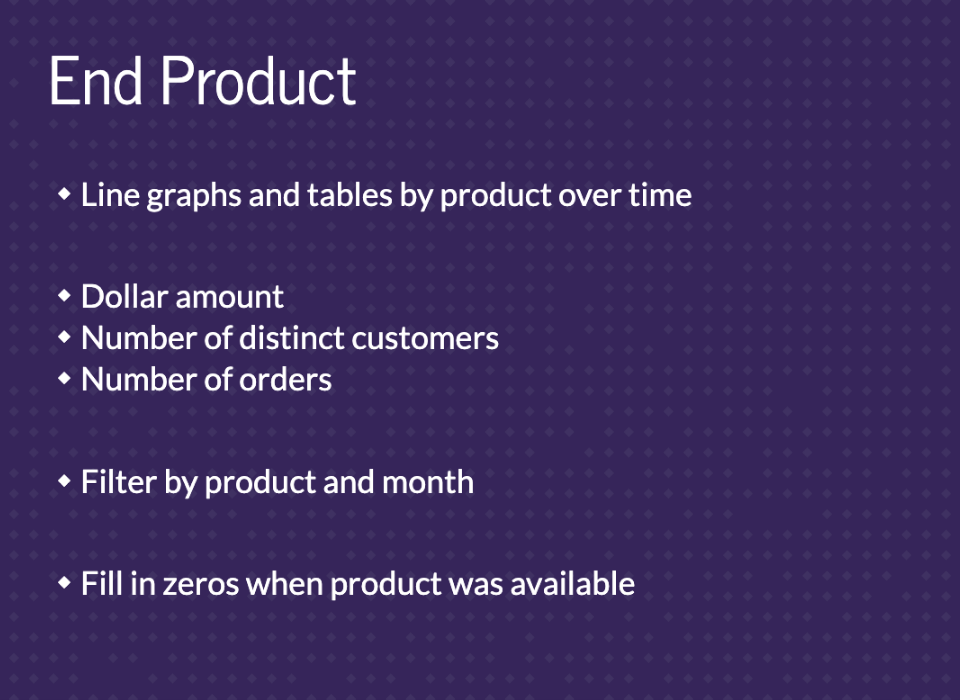 End Product
Line graphs and tables by product over time
Dollar amount
Number of distinct customers
Number of orders
Filter by product and month
Fill in zeros when product was available